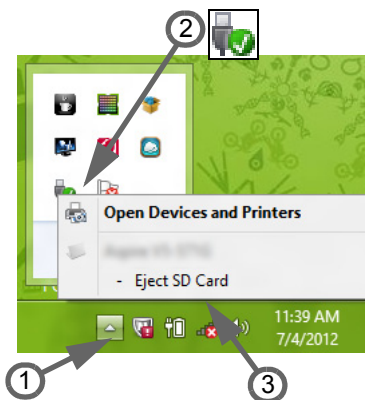 2
Open Devices and Printers
- Eject SD Card
11:39 AM
7/4/2012
1
3